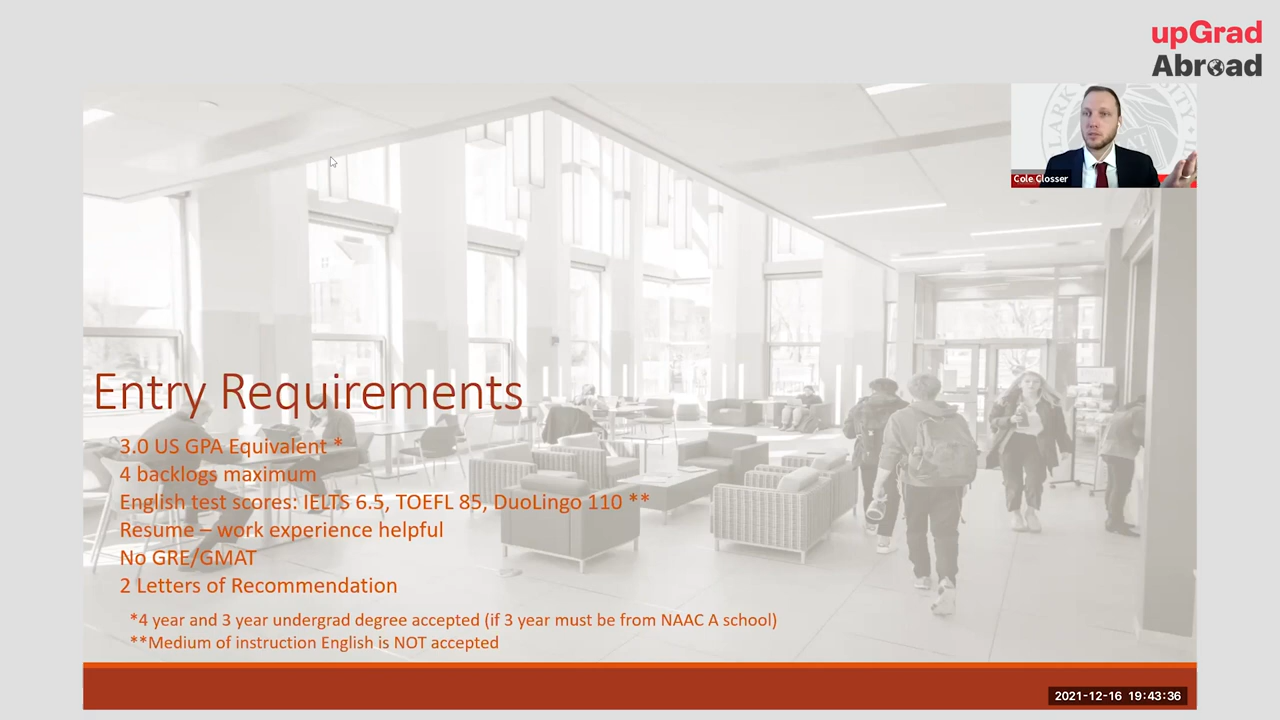 upGrad
Abroad
Cole Closser
Entry Requirements
3.0 US GPA Equivalent *
4 backlogs maximum
English test scores: IELTS 6.5, TOEFL 85, DuoLingo 110 **
Resume – work experience helpful
No GRE/GMAT
2 Letters of Recommendation
*4 year and 3 year undergrad degree accepted (if 3 year must be from NAAC A school)
**Medium of instruction English is NOT accepted
2021-12-16 19:43:36